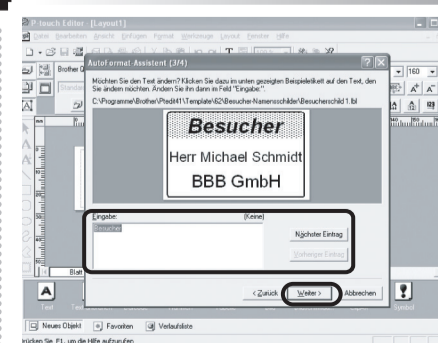 P-touch Editor - [Layout1]
Datei Bearbeiten Ansicht Einfügen Format Werkzeuge Layout Fenster Hilfe
AutoFormat-Assistent (3/4)
Brother Q
160
Standard
Möchten Sie den Text ändern? Klicken Sie dazu im unten gezeigten Beispieletikett auf den Text, den
Sie ändern möchten. Ändern Sie ihn dann im Feld "Eingabe:".
C:\Programme\Brother\Ptedit41\Template\62\Besucher-Namensschilder\Besucherschild 1.lbl
Besucher
Herr Michael Schmidt
BBB GmbH
Eingabe: (Keine)
Besucher
Nächster Eintrag
Vorheriger Eintrag
Blatt
< Zurück Weiter > Abbrechen
Text
Symbol
Neues Objekt Favoriten Verlaufsliste
Drücken Sie F1, um die Hilfe aufzurufen.